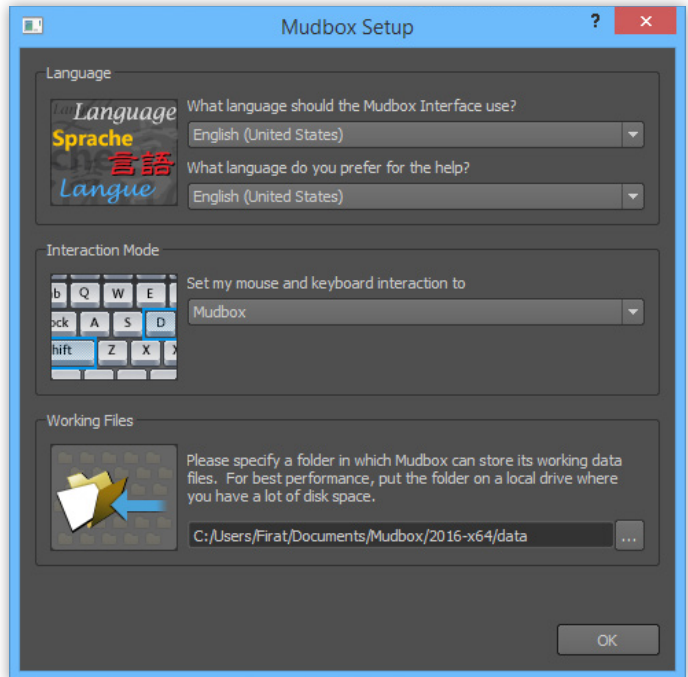 Mudbox Setup
?
Language
Language
Sprache
言語
Langue
What language should the Mudbox Interface use?
English (United States)
What language do you prefer for the help?
English (United States)
Interaction Mode
Q W E
ock A S D
hift Z X
Set my mouse and keyboard interaction to
Mudbox
Working Files
Please specify a folder in which Mudbox can store its working data
files. For best performance, put the folder on a local drive where
you have a lot of disk space.
C:/Users/Firat/Documents/Mudbox/2016-x64/data
...
OK